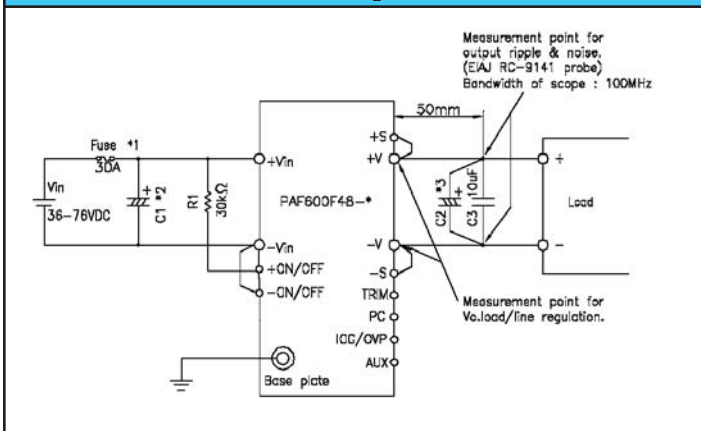 Measurement point for
output ripple & noise.
(EIAJ RC-9141 probe)
Bandwidth of scope : 100MHz
50mm
Fuse *1
30A
Vin
36-76VDC
C1 *2
+
R1
30kΩ
+Vin
-Vin
+ON/OFF
-ON/OFF
PAF600F48-*
+S
+V
-V
-S
TRIM
PC
IOG/OVP
AUX
Base plate
C2 *3
+
C3 10uF
+
-
Load
Measurement point for
Vo.load/line regulation.